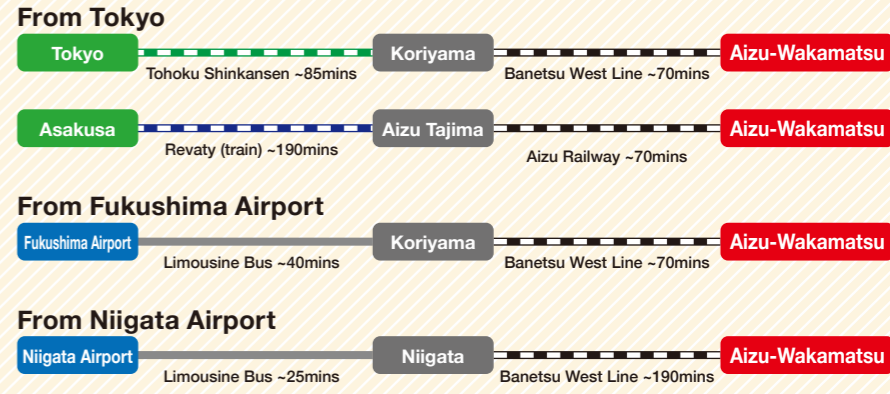 From Tokyo
Tokyo Koriyama Aizu-Wakamatsu
Tohoku Shinkansen ~85mins Banetsu West Line ~70mins
Asakusa Aizu Tajima Aizu-Wakamatsu
Revaty (train) ~190mins Aizu Railway ~70mins
From Fukushima Airport
Fukushima Airport Koriyama Aizu-Wakamatsu
Limousine Bus ~40mins Banetsu West Line ~70mins
From Niigata Airport
Niigata Airport Niigata Aizu-Wakamatsu
Limousine Bus ~25mins Banetsu West Line ~190mins